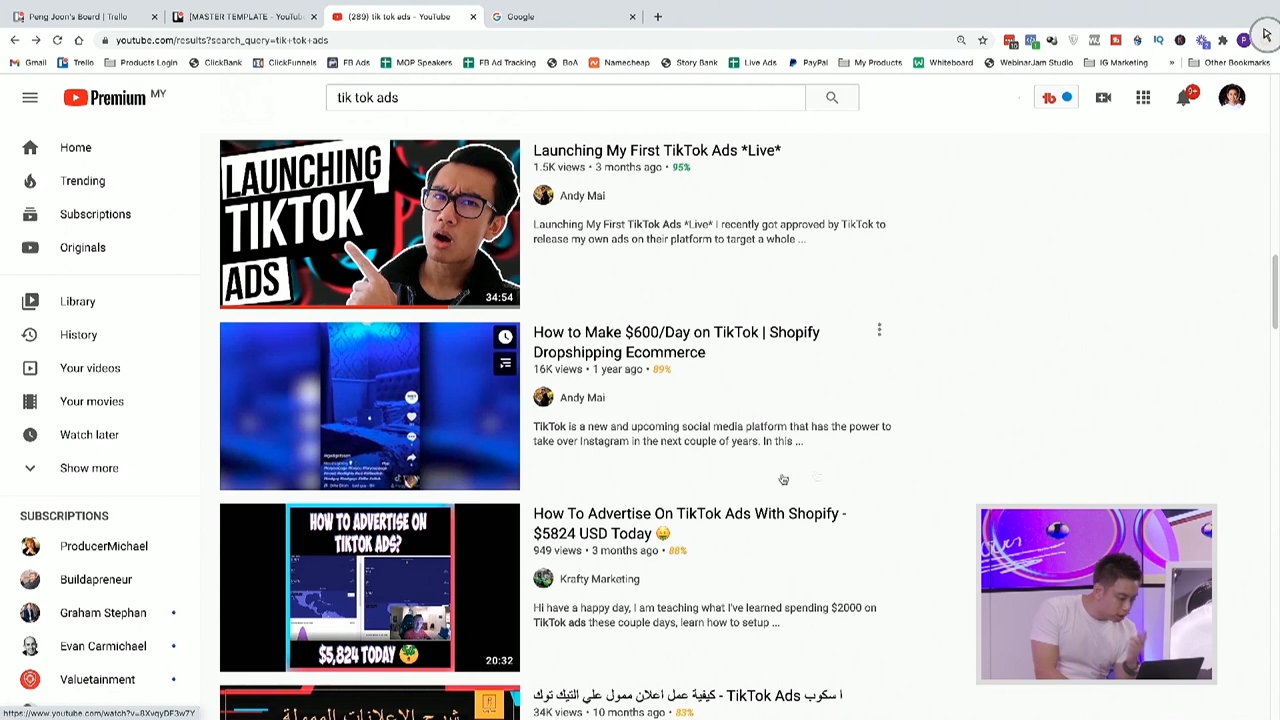 Peng Joon's Board | Trello
[MASTER TEMPLATE - YouTub
(289) tik tok ads - YouTube
Google
youtube.com/results?search_query=tik+tok+ads
Gmail
Trello
Products Login
ClickBank
ClickFunnels
FB Ads
MOP Speakers
FB Ad Tracking
BoA
Namecheap
Story Bank
Live Ads
PayPal
My Products
Whiteboard
WebinarJam Studio
IG Marketing
»
Other Bookmarks
Premium MY
tik tok ads
9+
Home
Trending
Subscriptions
Originals
Library
History
Your videos
Your movies
Watch later
Show more
SUBSCRIPTIONS
ProducerMichael
Buildapreneur
Graham Stephan
Evan Carmichael
Valuetainment
LAUNCHING
TIKTOK
ADS
34:54
Launching My First TikTok Ads *Live*
1.5K views • 3 months ago • 95%
Andy Mai
Launching My First TikTok Ads *Live* I recently got approved by TikTok to
release my own ads on their platform to target a whole ...
How to Make $600/Day on TikTok | Shopify
Dropshipping Ecommerce
16K views • 1 year ago • 89%
Andy Mai
TikTok is a new and upcoming social media platform that has the power to
take over Instagram in the next couple of years. In this ...
HOW TO ADVERTISE ON
TIKTOK ADS?
$5,824 TODAY
20:32
How To Advertise On TikTok Ads With Shopify -
$5824 USD Today 🤑
949 views • 3 months ago • 88%
Krafty Marketing
Hi have a happy day, I am teaching what I've learned spending $2000 on
TikTok ads these couple days, learn how to setup ...
شرح الإعلانات الممولة
ا سكوب TikTok Ads - كيفية عمل اعلان ممول علي التيك توك
34K views • 10 months ago • 83%
https://www.youtube.com/watch?v=8XvqyDF3w7Y